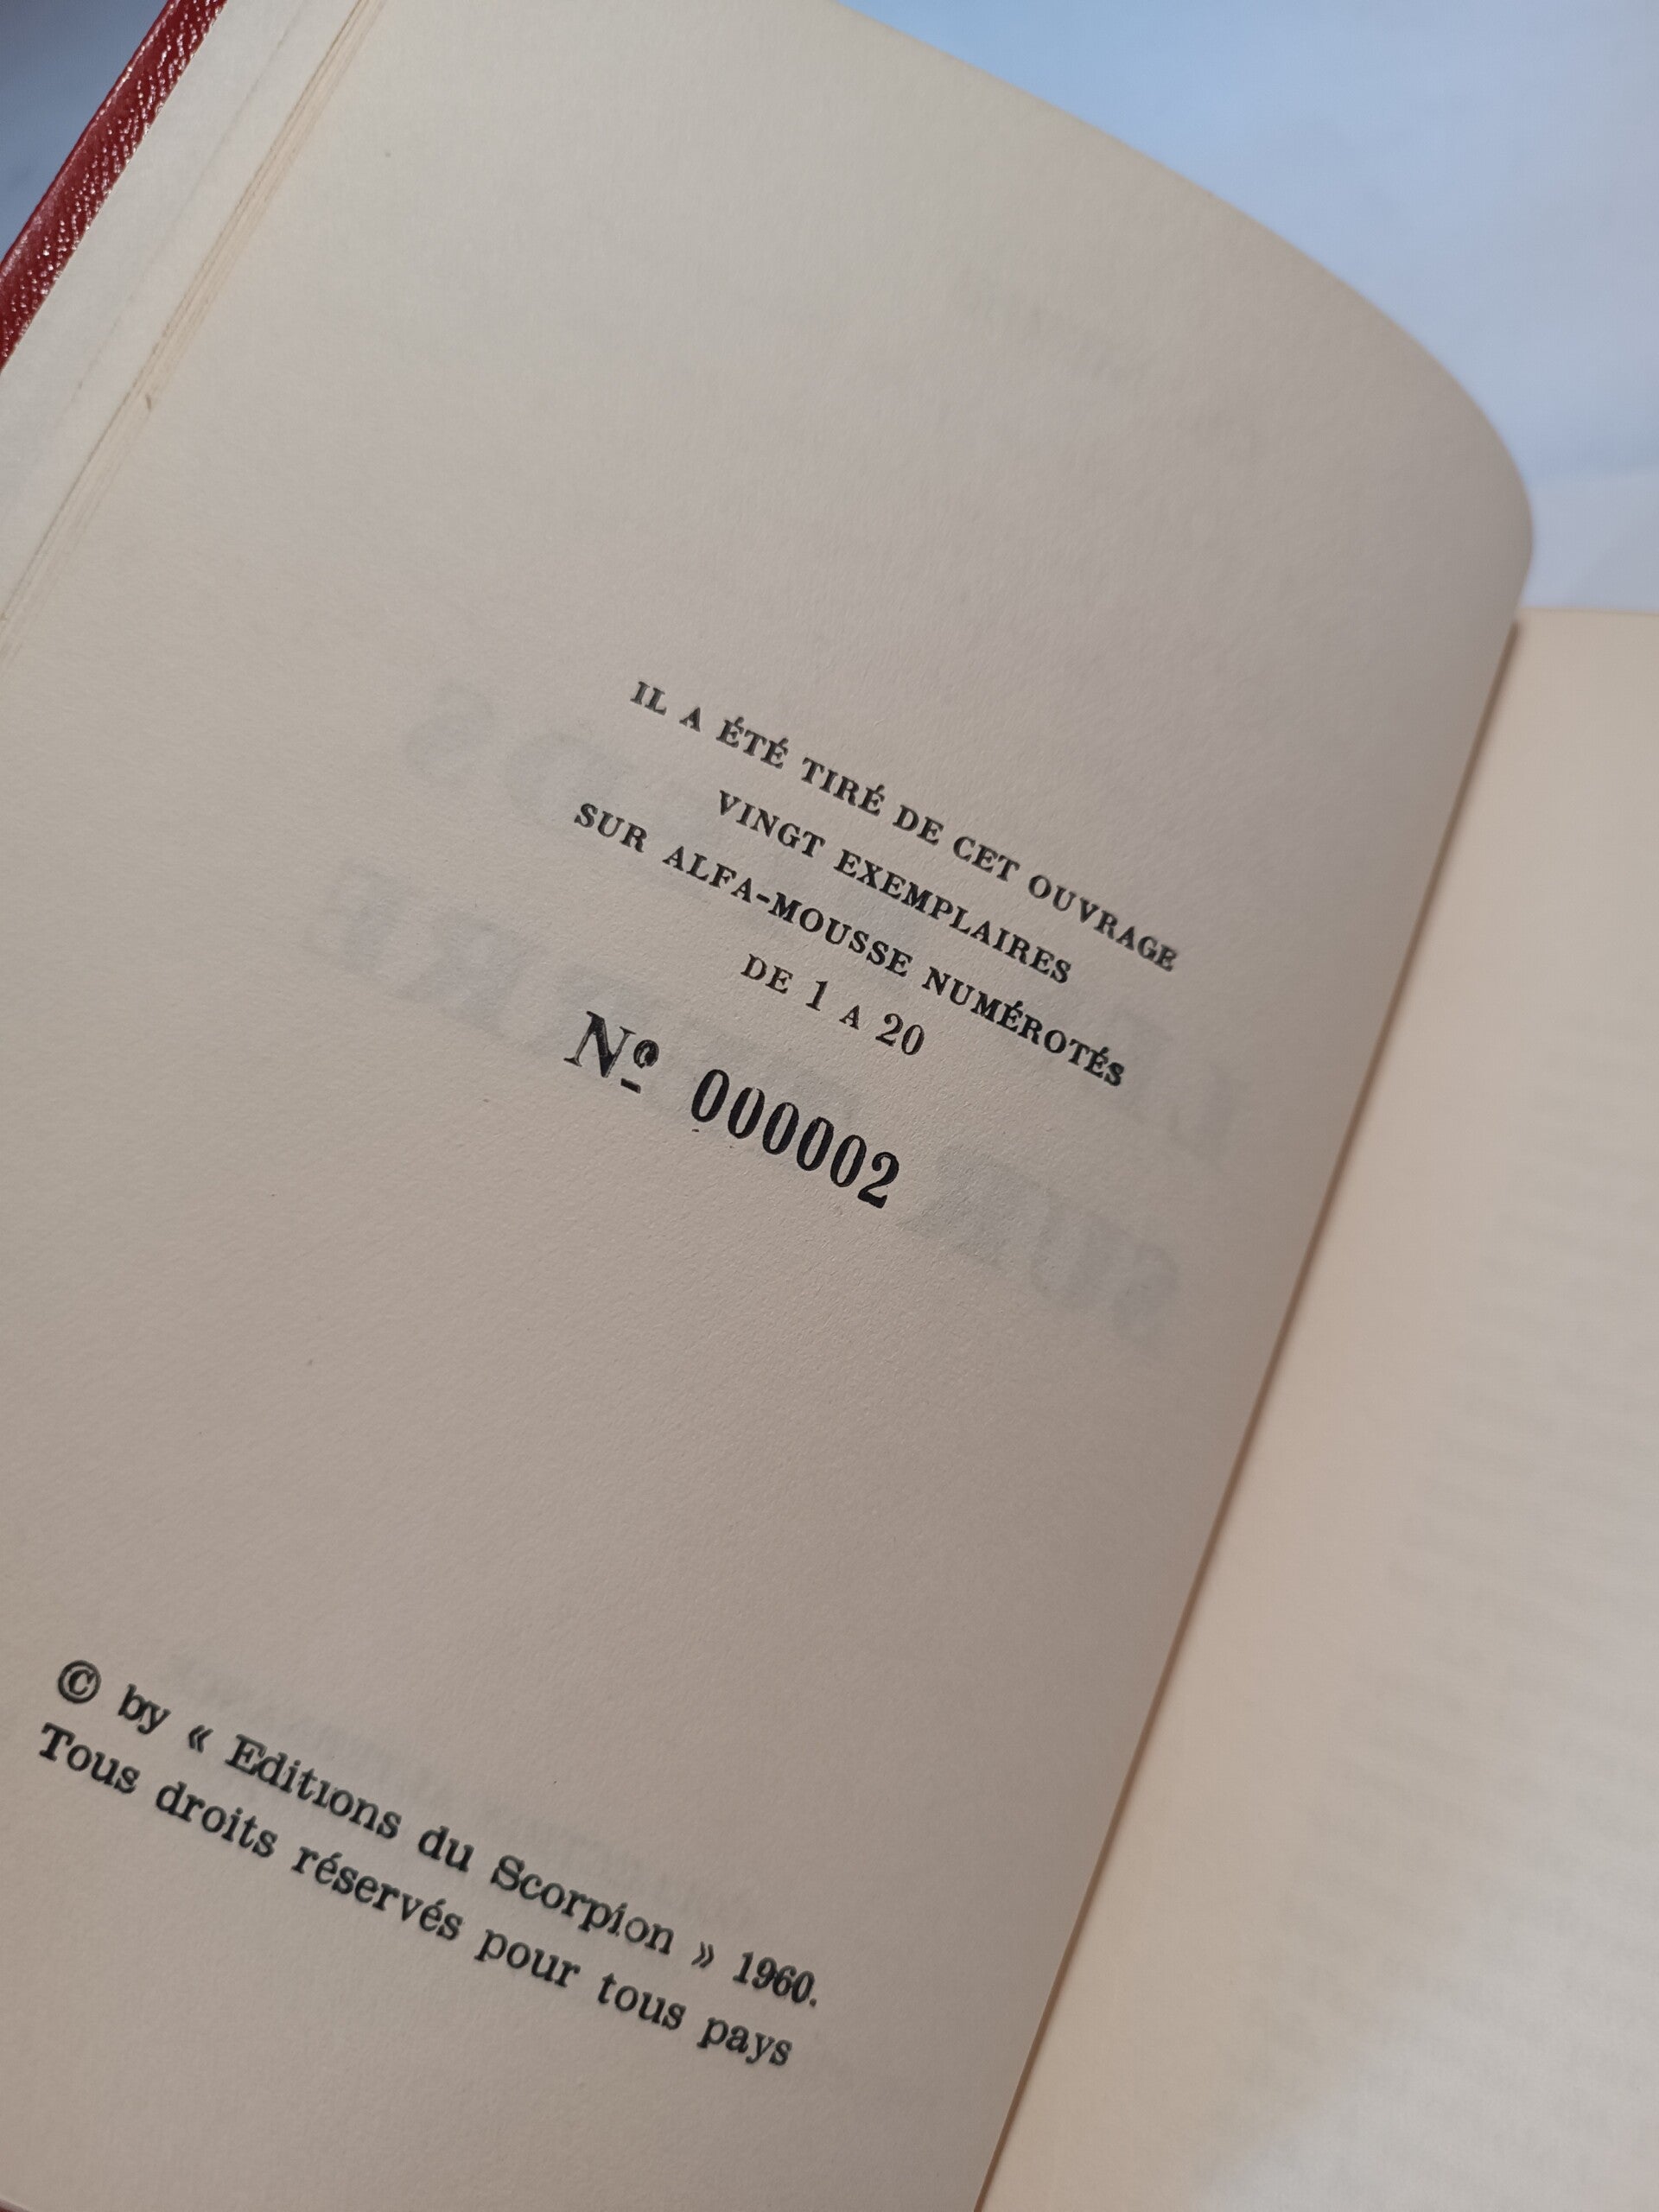 IL A ÉTÉ TIRÉ DE CET OUVRAGE
VINGT EXEMPLAIRES
SUR ALFA-MOUSSE NUMÉROTÉS
DE 1 A 20
Nº 000002
© by « Editions du Scorpion » 1960.
Tous droits réservés pour tous pays